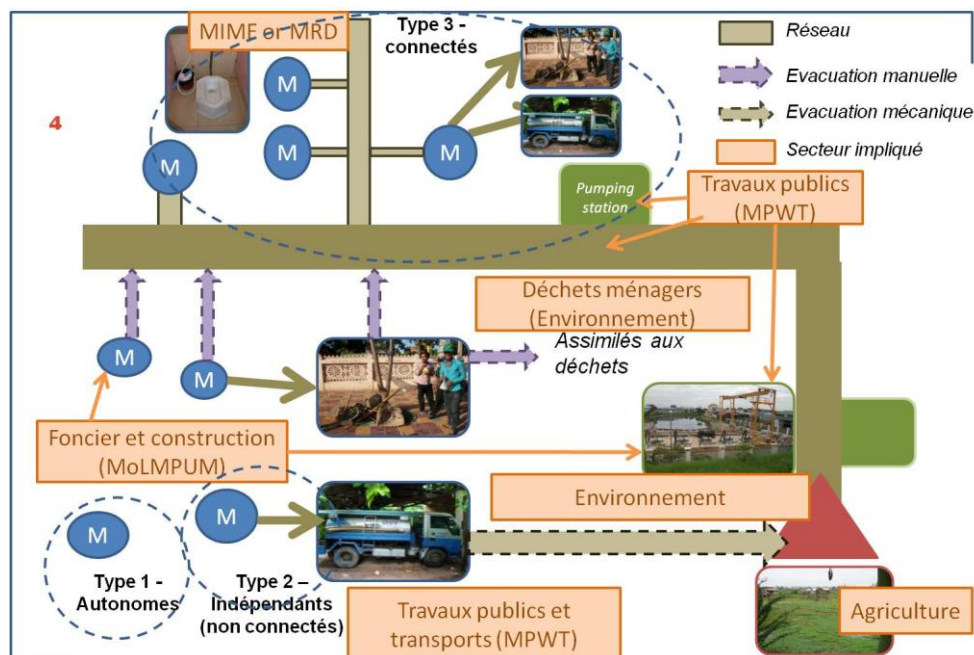 MIME or MRD
Type 3 -
connectés
Réseau
Evacuation manuelle
Evacuation mécanique
Secteur impliqué
4
M
M
M
M
Pumping
station
Travaux publics
(MPWT)
Déchets ménagers
(Environnement)
Assimilés aux
déchets
M
M
Foncier et construction
(MoLMPUM)
Environnement
M
M
Type 1 -
Autonomes
Type 2 –
Indépendants
(non connectés)
Travaux publics et
transports (MPWT)
Agriculture